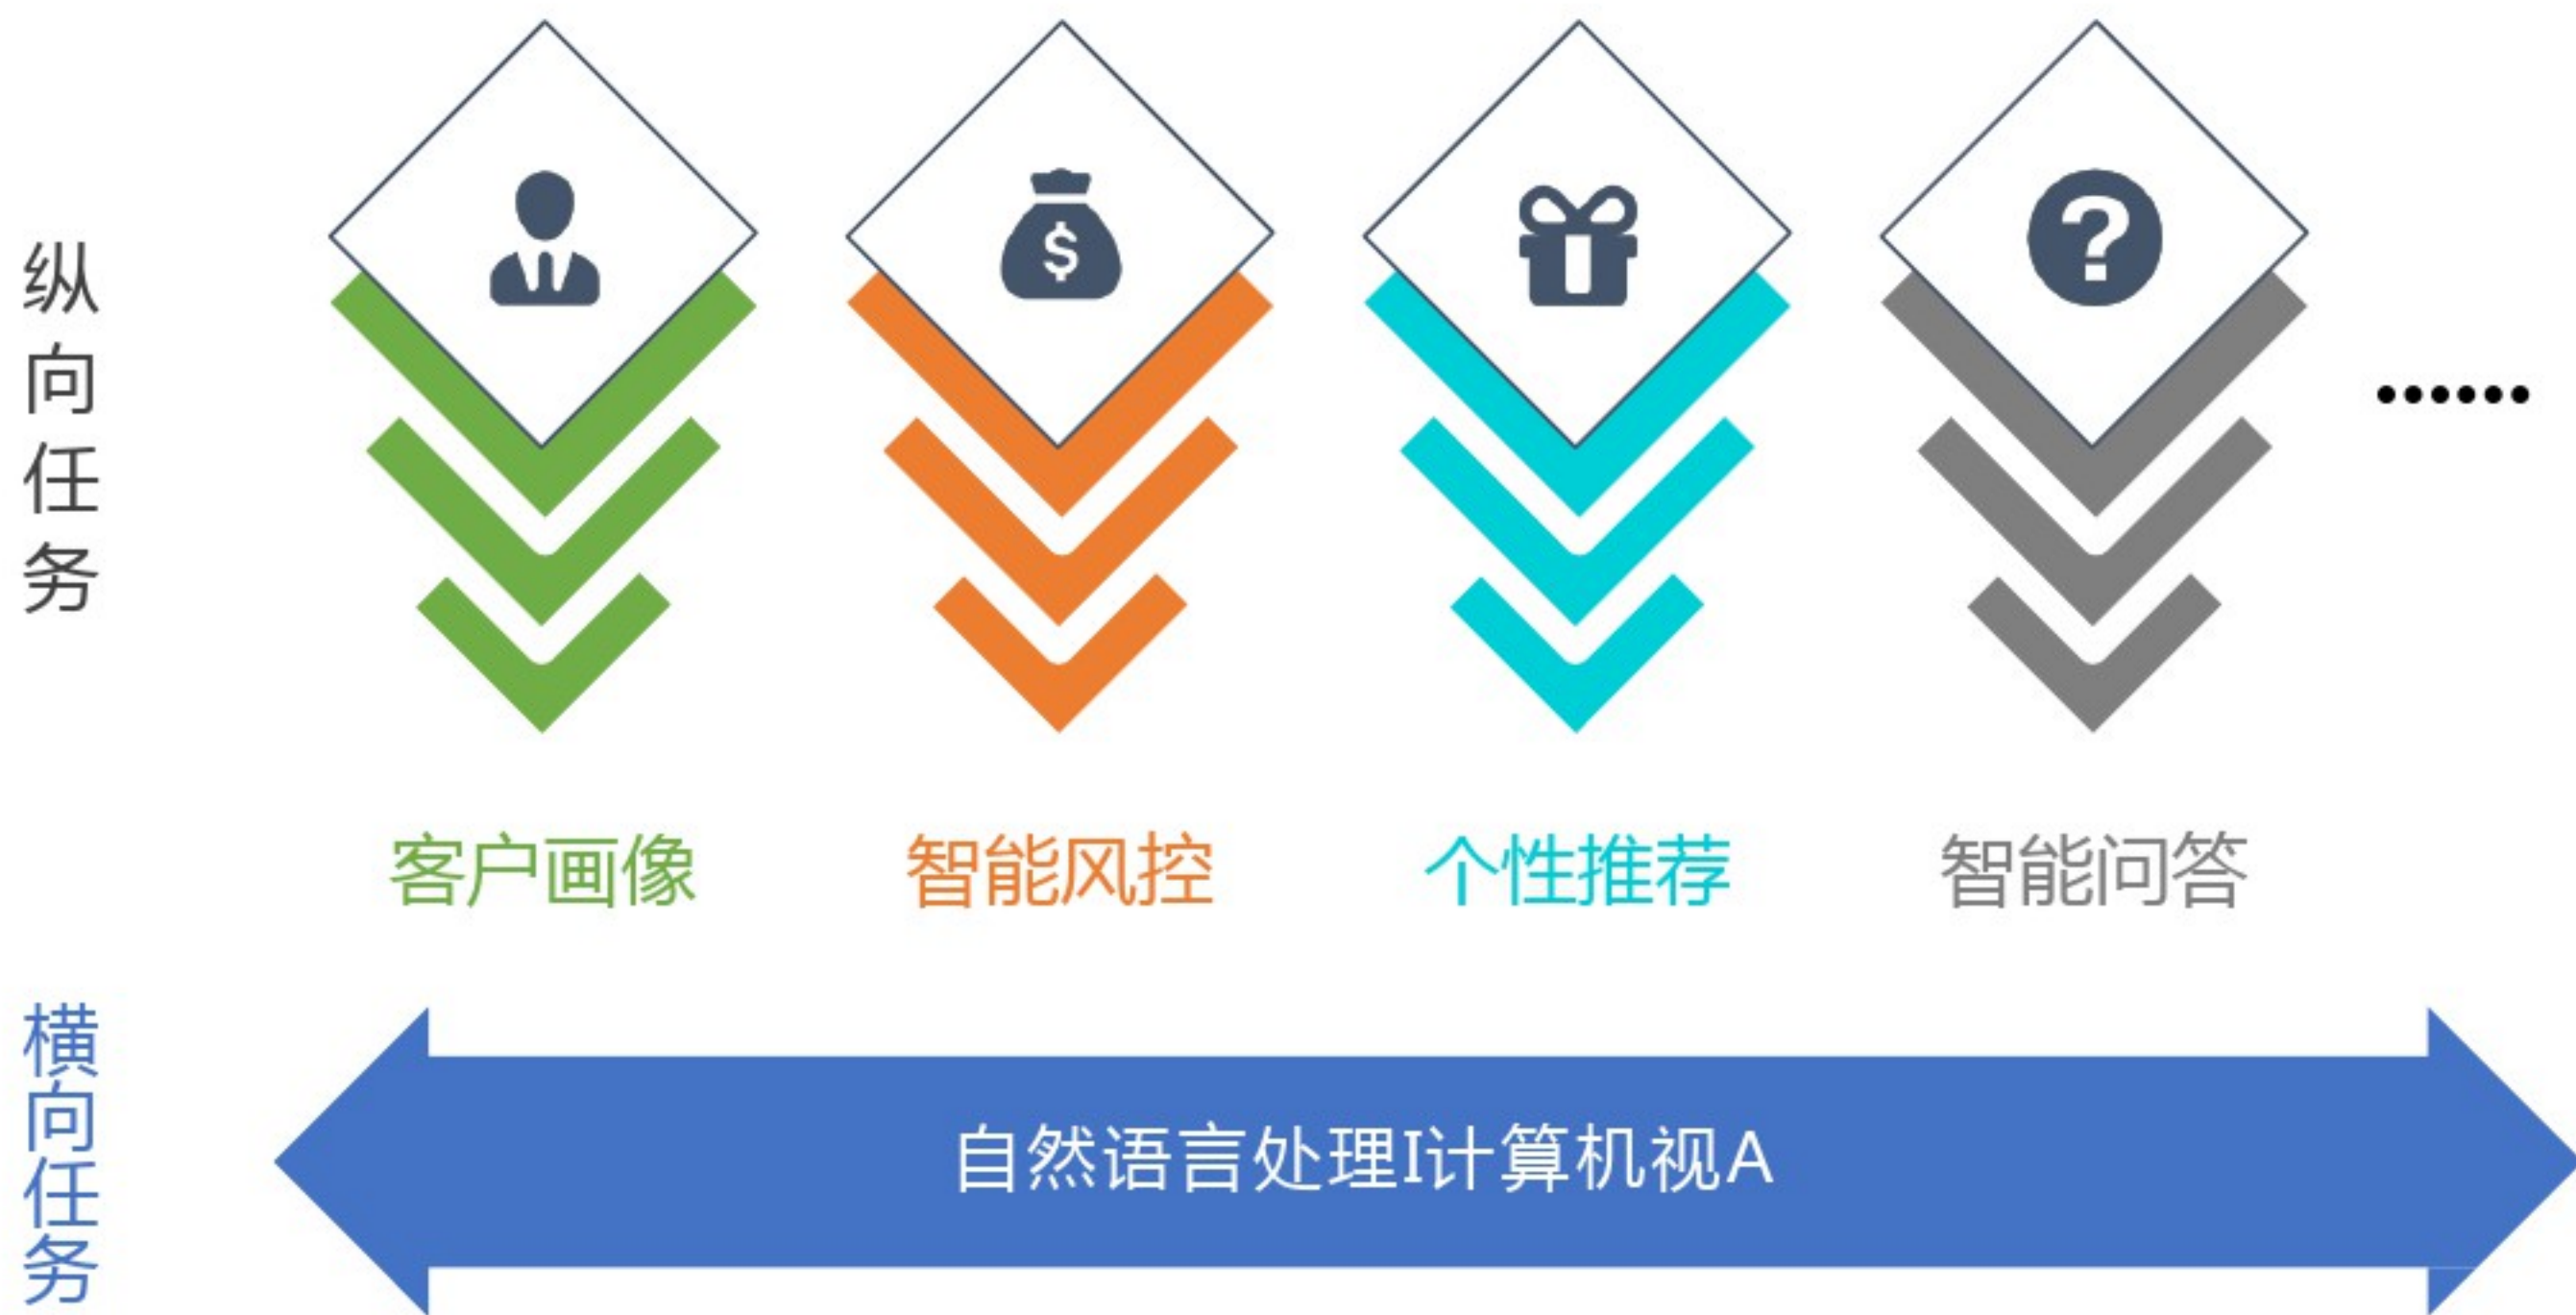 纵向任务
客户画像
智能风控
个性推荐
智能问答
……
横向任务
自然语言处理I计算机视A